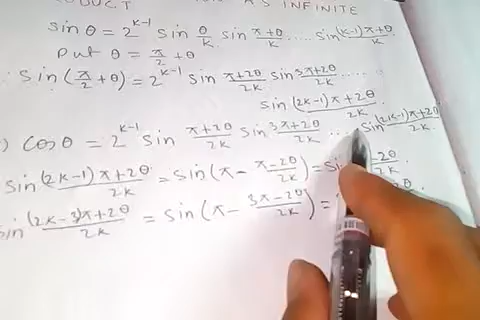 AS INFINITE
sin θ = 2^(k-1) sin θ/k sin (π+θ)/k ..... sin ((k-1)π+θ)/k
Put θ = π/2 + θ
sin(π/2 + θ) = 2^(k-1) sin (π+2θ)/2k sin (3π+2θ)/2k .....
sin ((2k-1)π+2θ)/2k
) cos θ = 2^(k-1) sin (π+2θ)/2k sin (3π+2θ)/2k ..... sin ((2k-1)π+2θ)/2k
sin ((2k-1)π+2θ)/2k = sin(π - (π-2θ)/2k) = -2θ/2k
sin ((2k-3)π+2θ)/2k = sin(π - (3π-2θ)/2k) =